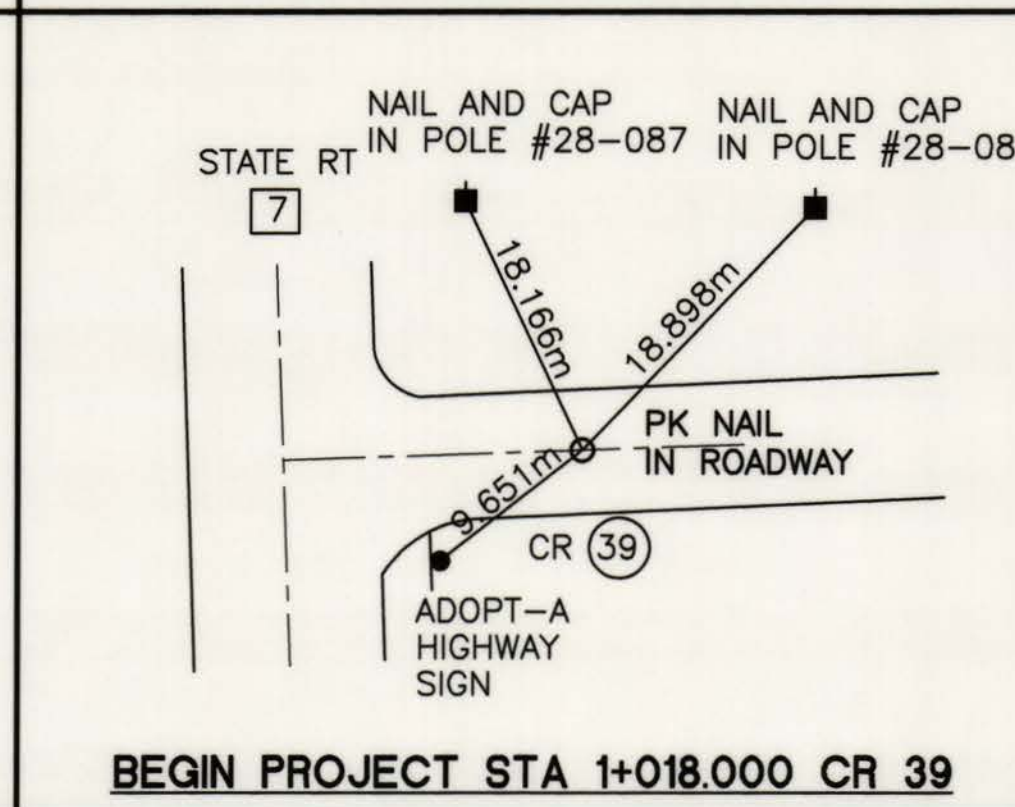 NAIL AND CAP
IN POLE #28-087
NAIL AND CAP
IN POLE #28-08
STATE RT
7
18.166m
18.898m
PK NAIL
IN ROADWAY
9.651m
CR 39
ADOPT-A
HIGHWAY
SIGN
BEGIN PROJECT STA 1+018.000 CR 39